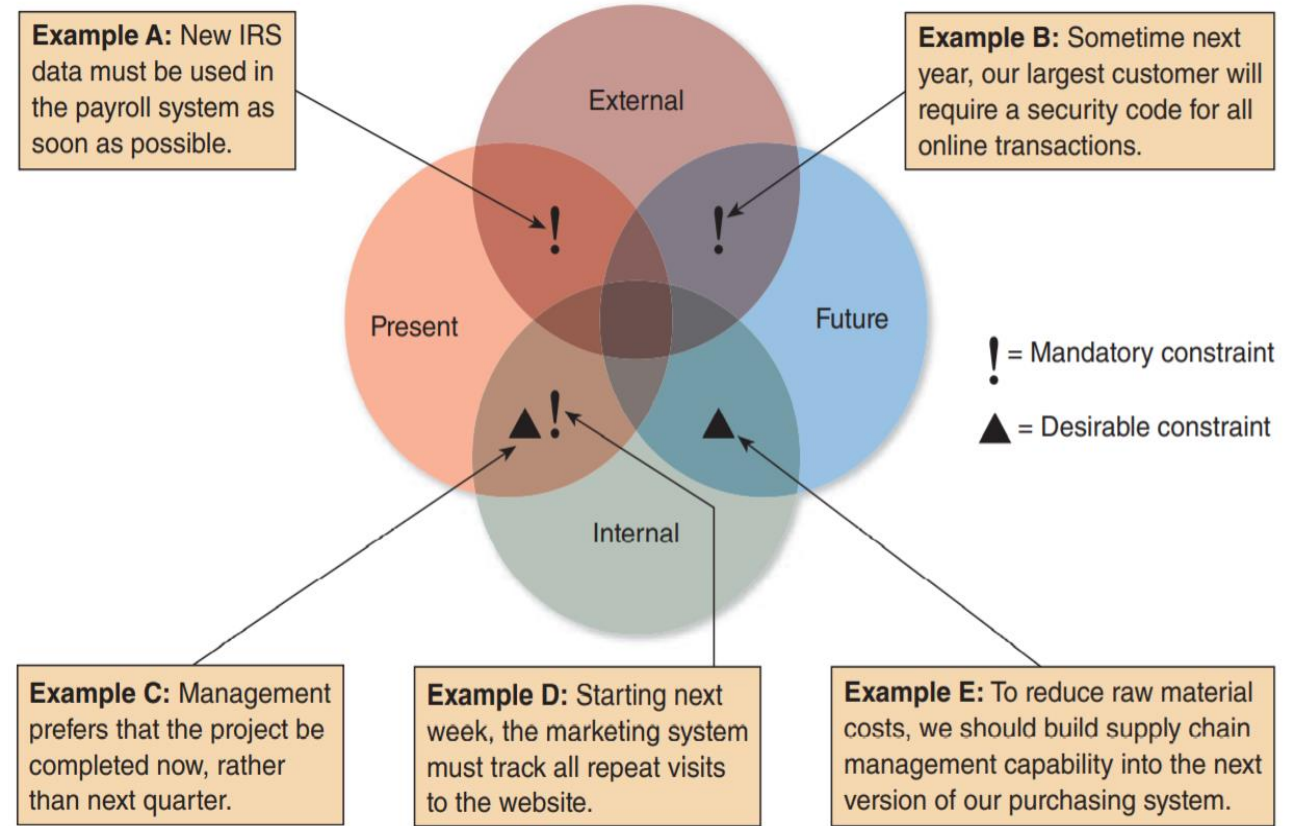 Example A: New IRS
data must be used in
the payroll system as
soon as possible.
External
Example B: Sometime next
year, our largest customer will
require a security code for all
online transactions.
!
!
Present
Future
! = Mandatory constraint
▲ = Desirable constraint
▲ !
▲
Internal
Example C: Management
prefers that the project be
completed now, rather
than next quarter.
Example D: Starting next
week, the marketing system
must track all repeat visits
to the website.
Example E: To reduce raw material
costs, we should build supply chain
management capability into the next
version of our purchasing system.